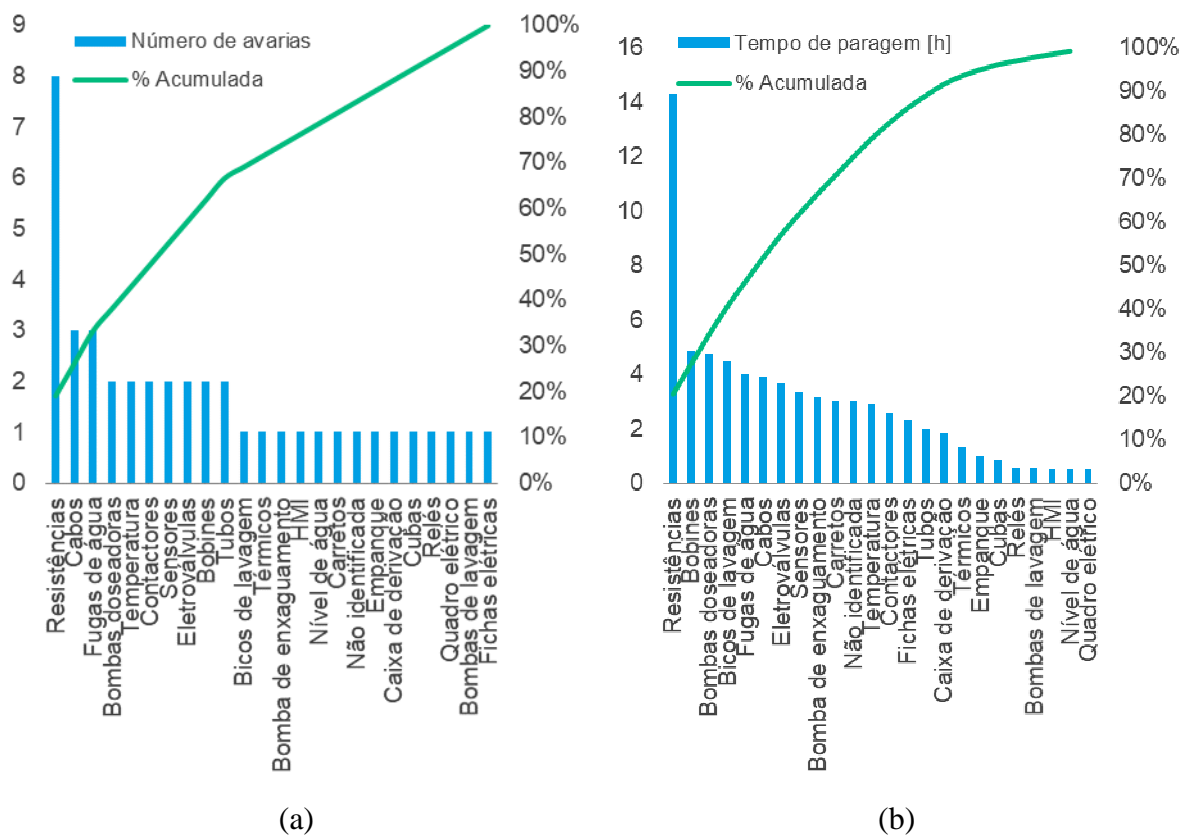 9
8
7
6
5
4
3
2
1
0
Número de avarias
% Acumulada
100%
90%
80%
70%
60%
50%
40%
30%
20%
10%
0%
Resistências
Cabos
Fugas de água
Bombas doseadoras
Temperatura
Contactores
Sensores
Eletroválvulas
Bobines
Tubos
Bicos de lavagem
Térmicos
Bomba de enxaguamento
HMI
Nível de água
Carretos
Não identificada
Empanque
Caixa de derivação
Cubas
Relés
Quadro elétrico
Bombas de lavagem
Fichas elétricas
(a)
16
14
12
10
8
6
4
2
0
Tempo de paragem [h]
% Acumulada
100%
90%
80%
70%
60%
50%
40%
30%
20%
10%
0%
Resistências
Bobines
Bombas doseadoras
Bicos de lavagem
Fugas de água
Cabos
Eletroválvulas
Sensores
Bomba de enxaguamento
Carretos
Não identificada
Temperatura
Contactores
Fichas elétricas
Tubos
Caixa de derivação
Térmicos
Empanque
Cubas
Relés
Bombas de lavagem
HMI
Nível de água
Quadro elétrico
(b)